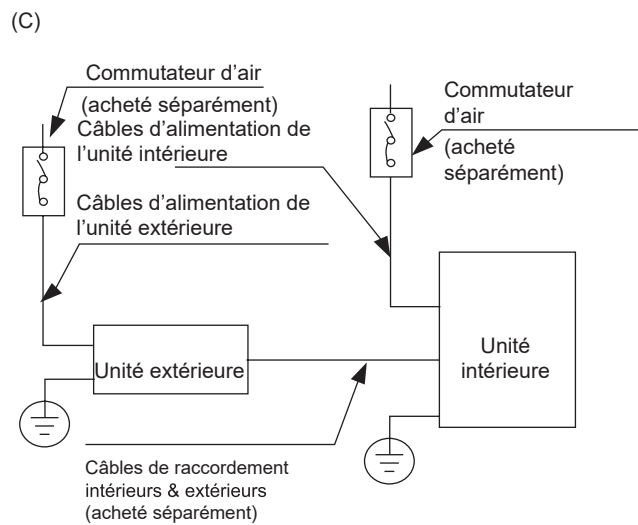 (C)
Commutateur d'air
(acheté séparément)
Câbles d'alimentation de
l'unité intérieure
Câbles d'alimentation de
l'unité extérieure
Commutateur
d'air
(acheté
séparément)
Unité extérieure
Unité
intérieure
Câbles de raccordement
intérieurs & extérieurs
(acheté séparément)